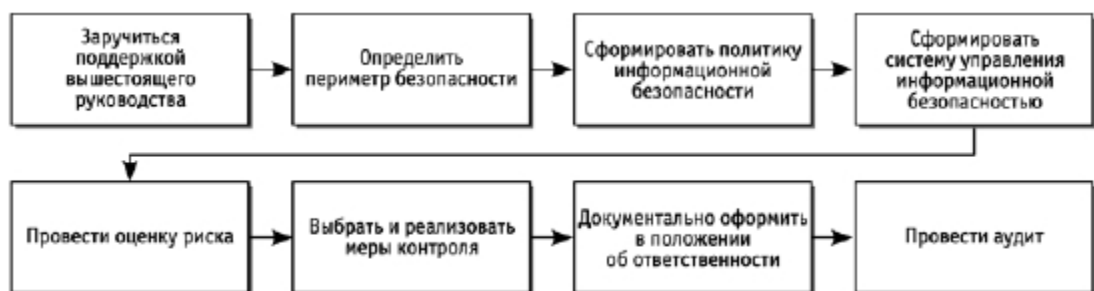 Заручиться
поддержкой
вышестоящего
руководства
Определить
периметр безопасности
Сформировать политику
информационной
безопасности
Сформировать
систему управления
информационной
безопасностью
Провести оценку риска
Выбрать и реализовать
меры контроля
Документально оформить
в положении
об ответственности
Провести аудит